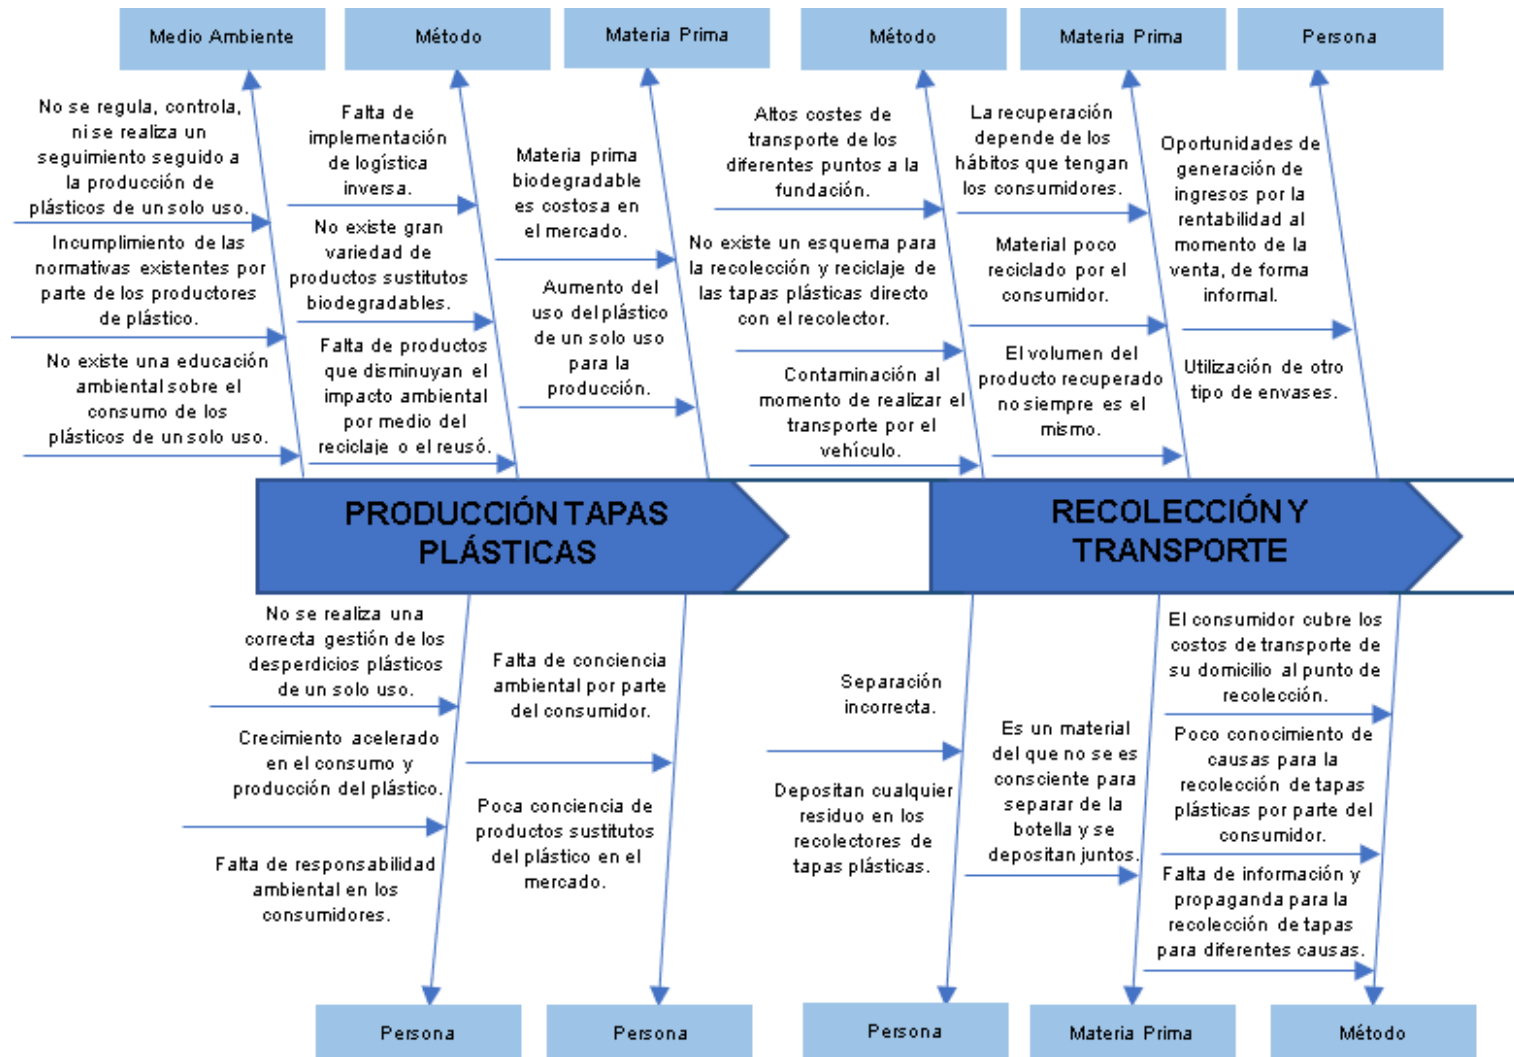 Medio Ambiente
Método
Materia Prima
Método
Materia Prima
Persona
No se regula, controla,
ni se realiza un
seguimiento seguido a
la producción de
plásticos de un solo uso.
Incumplimiento de las
normativas existentes por
parte de los productores
de plástico.
No existe una educación
ambiental sobre el
consumo de los
plásticos de un solo uso.
Falta de
implementación
de logística
inversa.
No existe gran
variedad de
productos sustitutos
biodegradables.
Falta de productos
que disminuyan el
impacto ambiental
por medio del
reciclaje o el reusó.
Materia prima
biodegradable
es costosa en
el mercado.
Aumento del
uso del plástico
de un solo uso
para la
producción.
Altos costes de
transporte de los
diferentes puntos a la
fundación.
No existe un esquema para
la recolección y reciclaje de
las tapas plásticas directo
con el recolector.
Contaminación al
momento de realizar el
transporte por el
vehículo.
La recuperación
depende de los
hábitos que tengan
los consumidores.
Material poco
reciclado por el
consumidor.
El volumen del
producto recuperado
no siempre es el
mismo.
Oportunidades de
generación de
ingresos por la
rentabilidad al
momento de la
venta, de forma
informal.
Utilización de otro
tipo de envases.
PRODUCCIÓN TAPAS
PLÁSTICAS
RECOLECCIÓN Y
TRANSPORTE
No se realiza una
correcta gestión de los
desperdicios plásticos
de un solo uso.
Crecimiento acelerado
en el consumo y
producción del plástico.
Falta de responsabilidad
ambiental en los
consumidores.
Falta de conciencia
ambiental por parte
del consumidor.
Poca conciencia de
productos sustitutos
del plástico en el
mercado.
Separación
incorrecta.
Depositan cualquier
residuo en los
recolectores de
tapas plásticas.
Es un material
del que no se es
consciente para
separar de la
botella y se
depositan juntos.
El consumidor cubre los
costos de transporte de
su domicilio al punto de
recolección.
Poco conocimiento de
causas para la
recolección de tapas
plásticas por parte del
consumidor.
Falta de información y
propaganda para la
recolección de tapas
para diferentes causas.
Persona
Persona
Persona
Materia Prima
Método